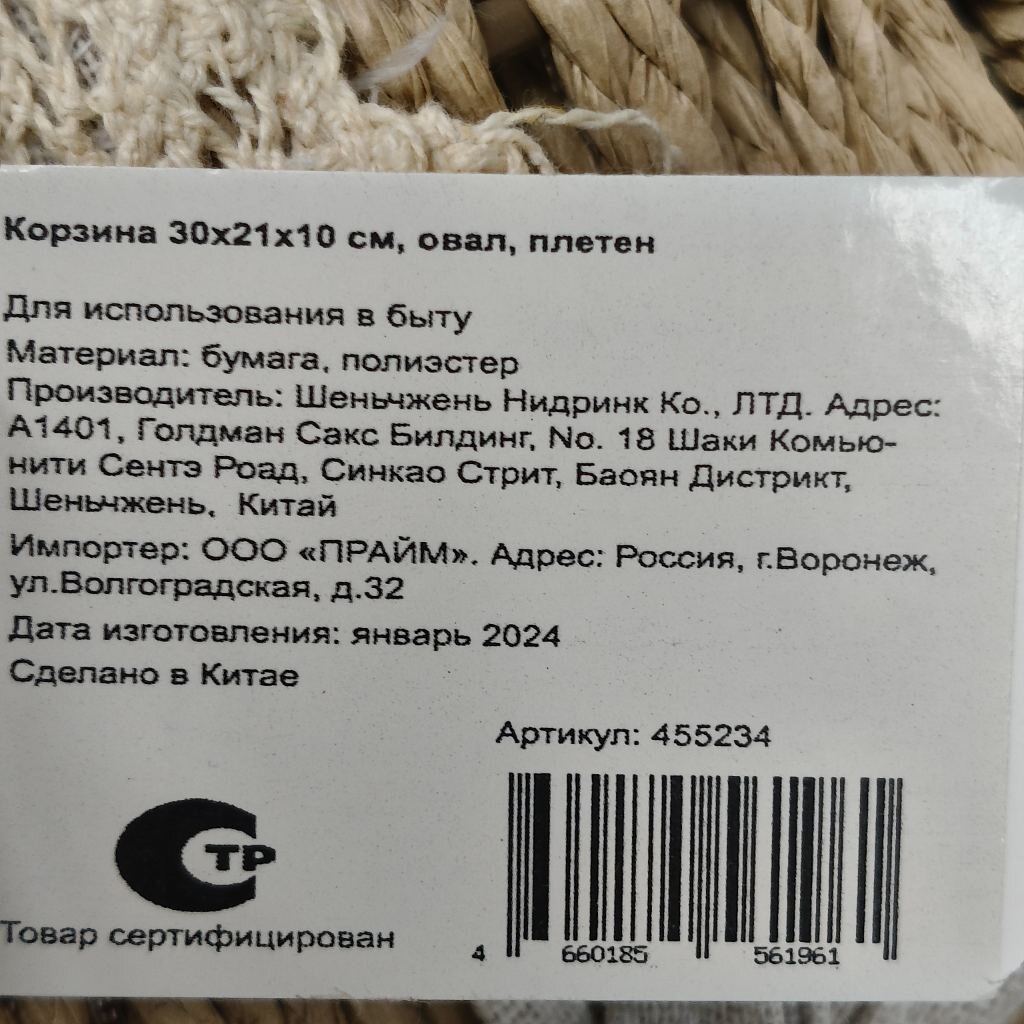 Корзина 30х21х10 см, овал, плетен
Для использования в быту
Материал: бумага, полиэстер
Производитель: Шеньчжень Нидринк Ко., ЛТД. Адрес:
А1401, Голдман Сакс Билдинг, No. 18 Шаки Комью-
нити Сентэ Роад, Синкао Стрит, Баоян Дистрикт,
Шеньчжень, Китай
Импортер: ООО «ПРАЙМ». Адрес: Россия, г.Воронеж,
ул.Волгоградская, д.32
Дата изготовления: январь 2024
Сделано в Китае
Артикул: 455234
СТР
Товар сертифицирован
4 660185 561961